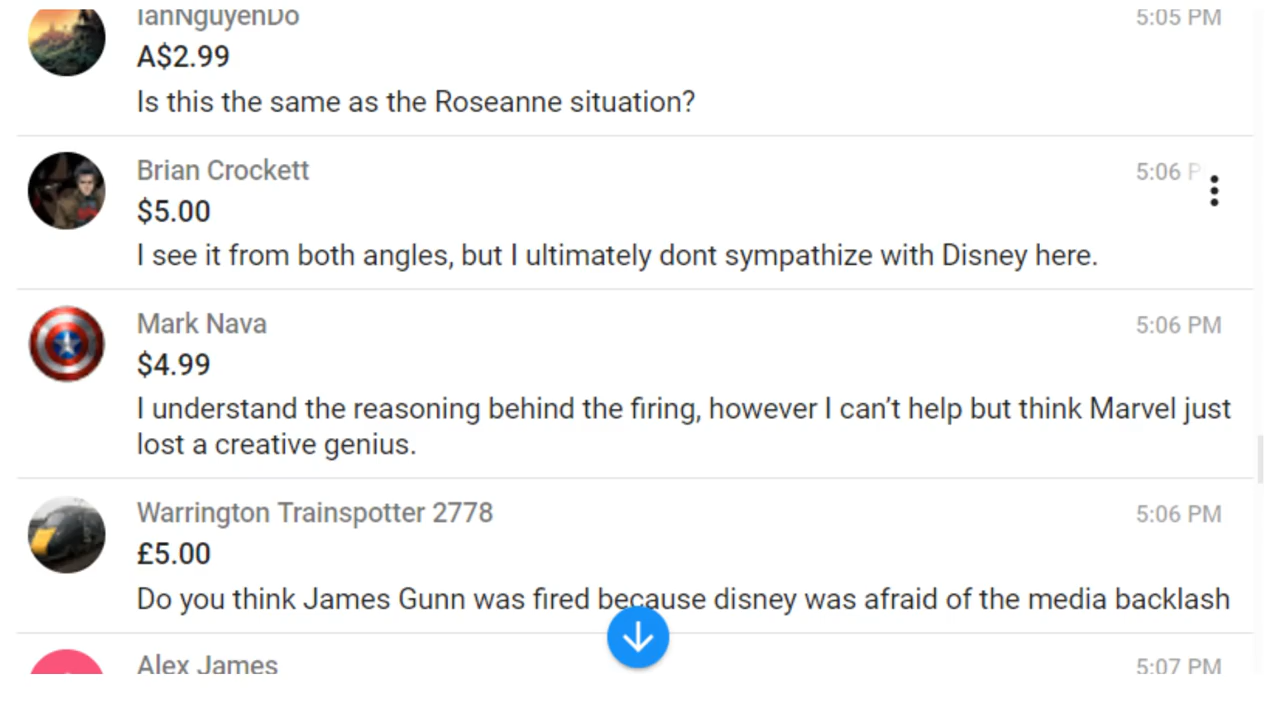 IanNguyenDo
5:05 PM
A$2.99
Is this the same as the Roseanne situation?
Brian Crockett
5:06 P
$5.00
I see it from both angles, but I ultimately dont sympathize with Disney here.
Mark Nava
5:06 PM
$4.99
I understand the reasoning behind the firing, however I can’t help but think Marvel just
lost a creative genius.
Warrington Trainspotter 2778
5:06 PM
£5.00
Do you think James Gunn was fired because disney was afraid of the media backlash
Alex James
5:07 PM